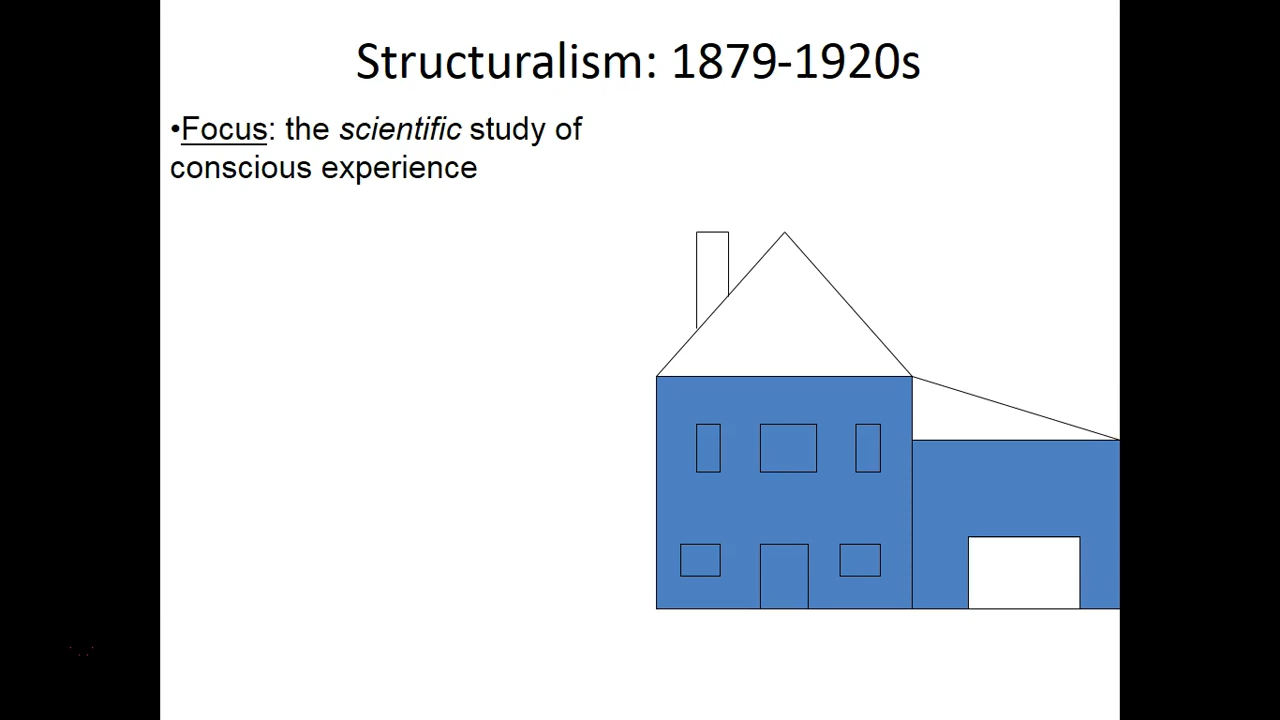 Structuralism: 1879-1920s
•Focus: the scientific study of
conscious experience